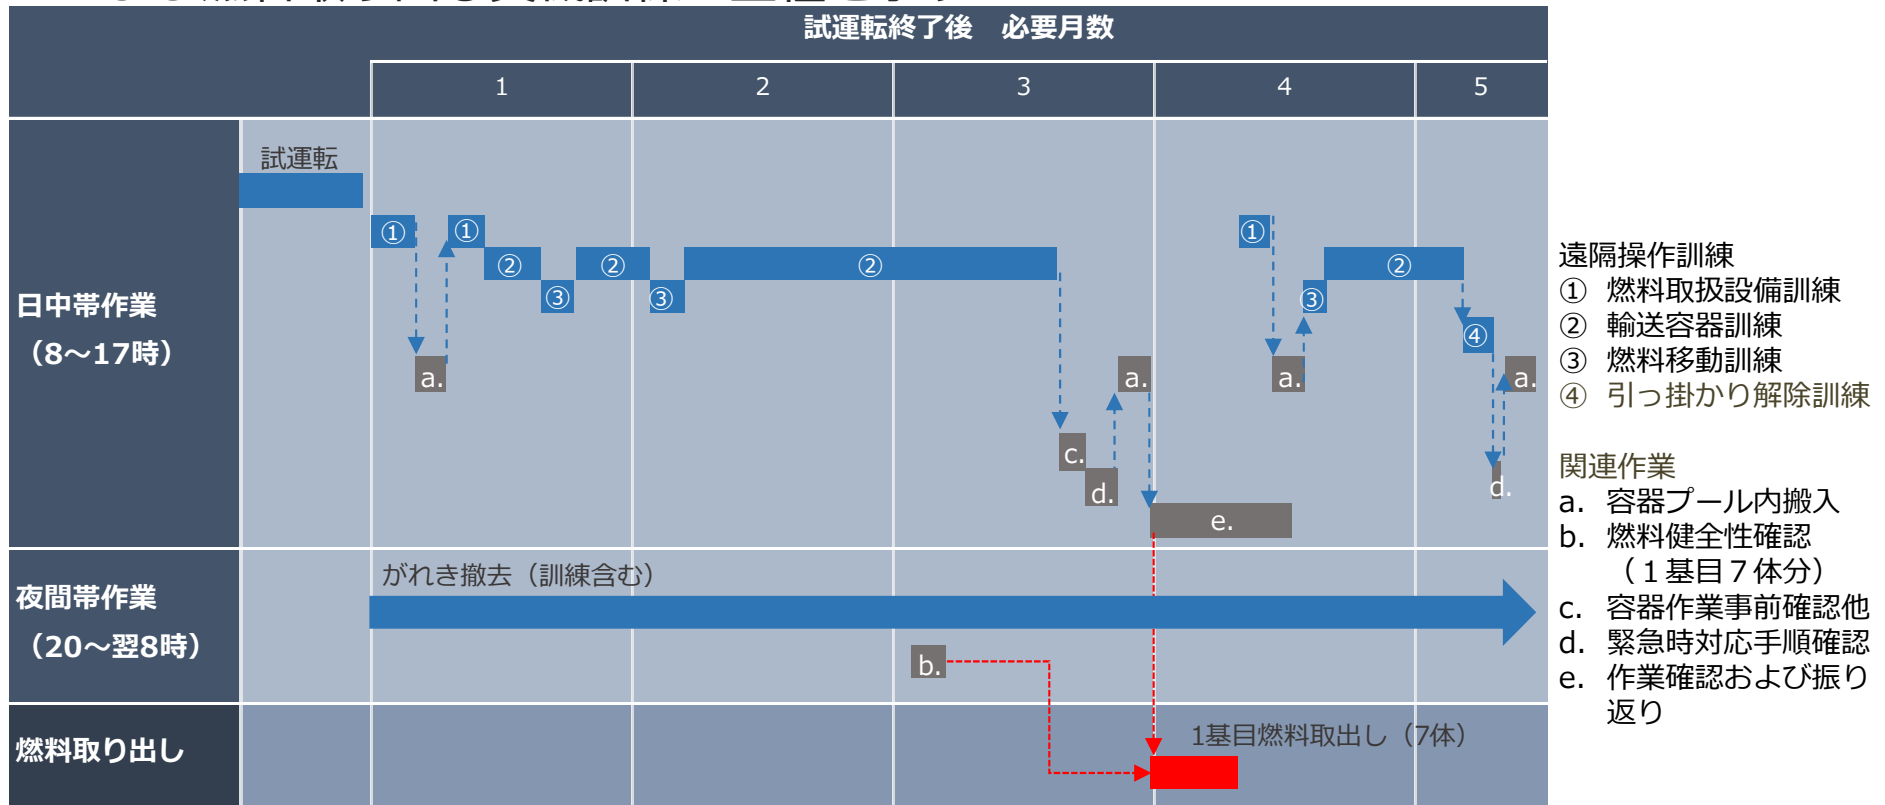 試運転終了後 必要月数
1 2 3 4 5
試運転
① ① ①
② ② ② ②
③ ③ ③
④
日中帯作業
（8～17時）
a. a. a. a.
c.
d. d.
e.
がれき撤去（訓練含む）
夜間帯作業
（20～翌8時）
b.
1基目燃料取出し（7体）
燃料取り出し
遠隔操作訓練
① 燃料取扱設備訓練
② 輸送容器訓練
③ 燃料移動訓練
④ 引っ掛かり解除訓練
関連作業
a. 容器プール内搬入
b. 燃料健全性確認
（１基目７体分）
c. 容器作業事前確認他
d. 緊急時対応手順確認
e. 作業確認および振り
返り